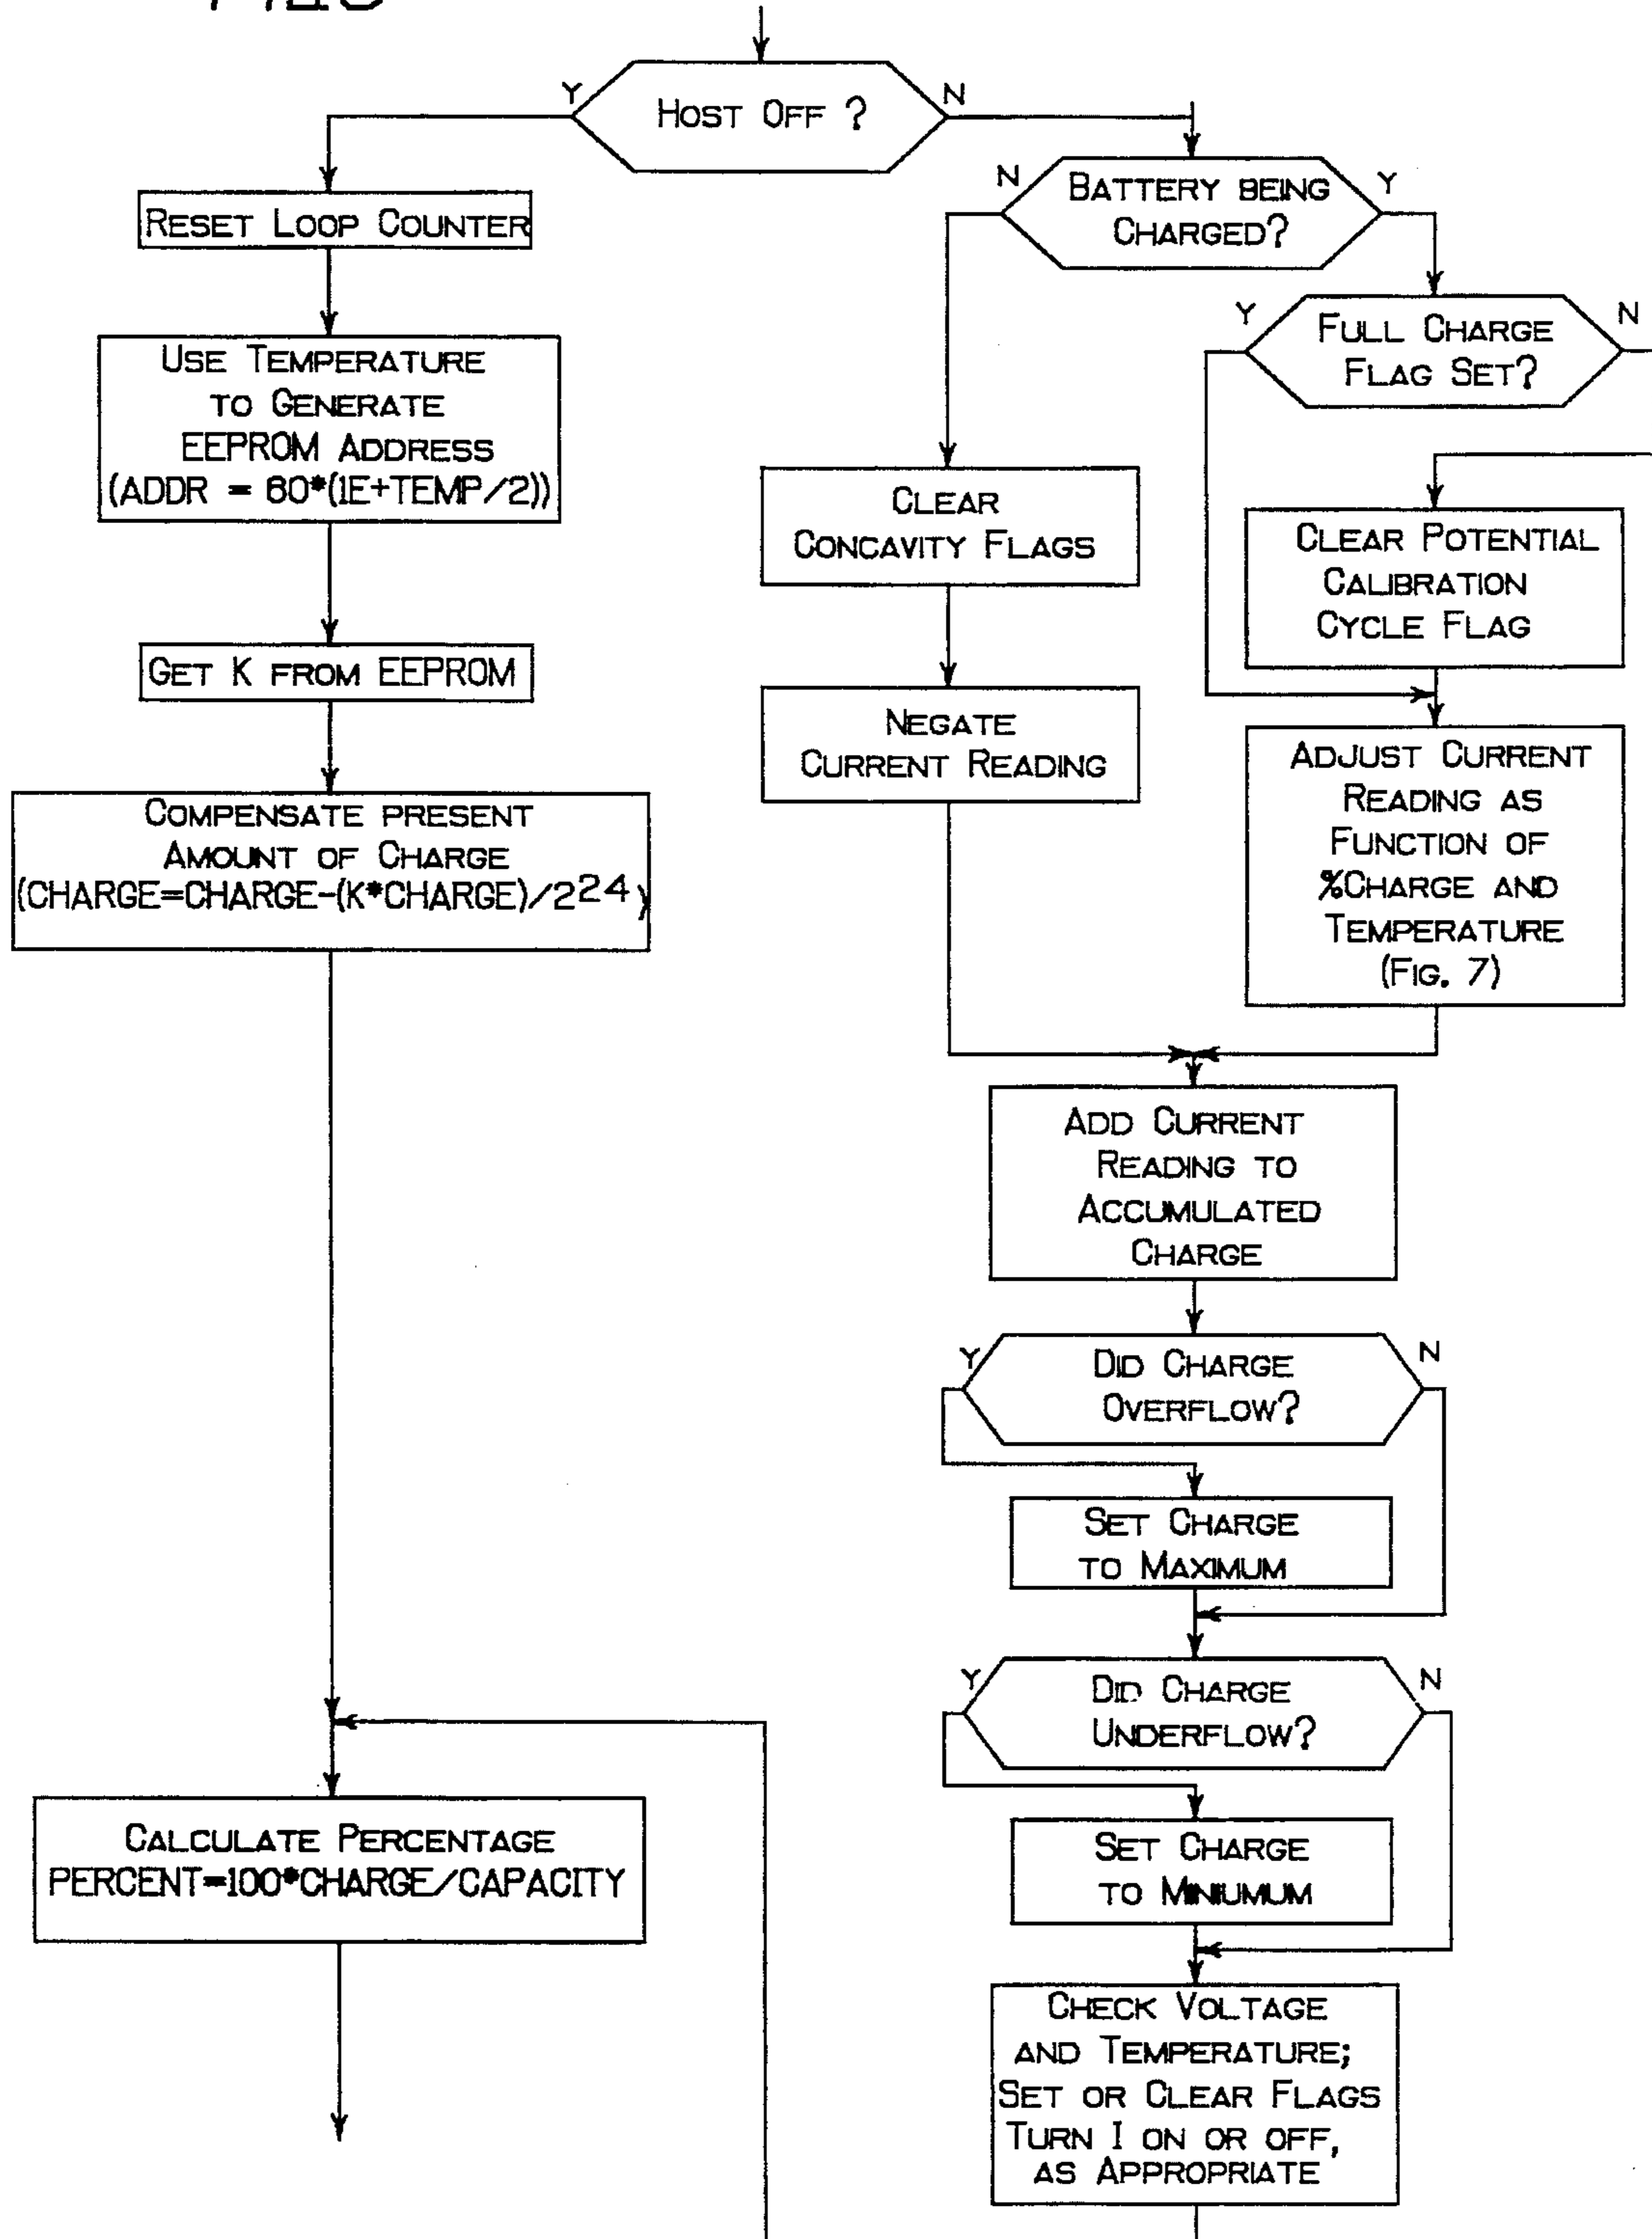 HOST OFF ?
Y
N
RESET LOOP COUNTER
USE TEMPERATURE
TO GENERATE
EEPROM ADDRESS
(ADDR = 60*(1E+TEMP/2))
GET K FROM EEPROM
COMPENSATE PRESENT
AMOUNT OF CHARGE
(CHARGE=CHARGE-(K*CHARGE)/2^24)
CALCULATE PERCENTAGE
PERCENT=100*CHARGE/CAPACITY
BATTERY BEING
CHARGED?
N
Y
CLEAR
CONCAVITY FLAGS
NEGATE
CURRENT READING
FULL CHARGE
FLAG SET?
Y
N
CLEAR POTENTIAL
CALIBRATION
CYCLE FLAG
ADJUST CURRENT
READING AS
FUNCTION OF
%CHARGE AND
TEMPERATURE
(FIG. 7)
ADD CURRENT
READING TO
ACCUMULATED
CHARGE
DID CHARGE
OVERFLOW?
Y
N
SET CHARGE
TO MAXIMUM
DID CHARGE
UNDERFLOW?
Y
N
SET CHARGE
TO MINIUMUM
CHECK VOLTAGE
AND TEMPERATURE;
SET OR CLEAR FLAGS
TURN I ON OR OFF,
AS APPROPRIATE